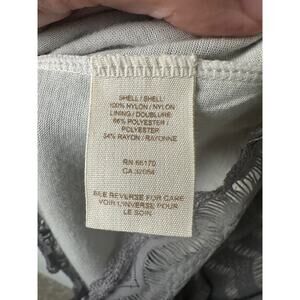 SHELL / SHELL:
100% NYLON / NYLON
LINING / DOUBLURE:
66% POLYESTER /
POLYESTER
34% RAYON / RAYONNE
RN 66170
CA 32054
SEE REVERSE FOR CARE
VOIR L'UNIVERSE POUR
LE SOIN